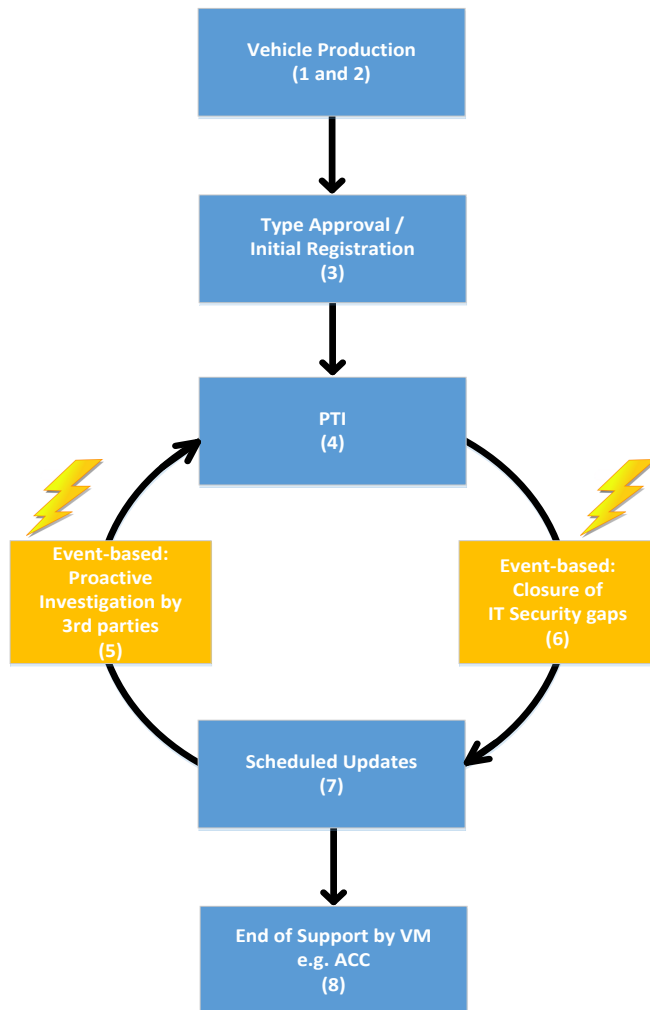 Vehicle Production
(1 and 2)
Type Approval /
Initial Registration
(3)
PTI
(4)
Event-based:
Proactive
Investigation by
3rd parties
(5)
Event-based:
Closure of
IT Security gaps
(6)
Scheduled Updates
(7)
End of Support by VM
e.g. ACC
(8)